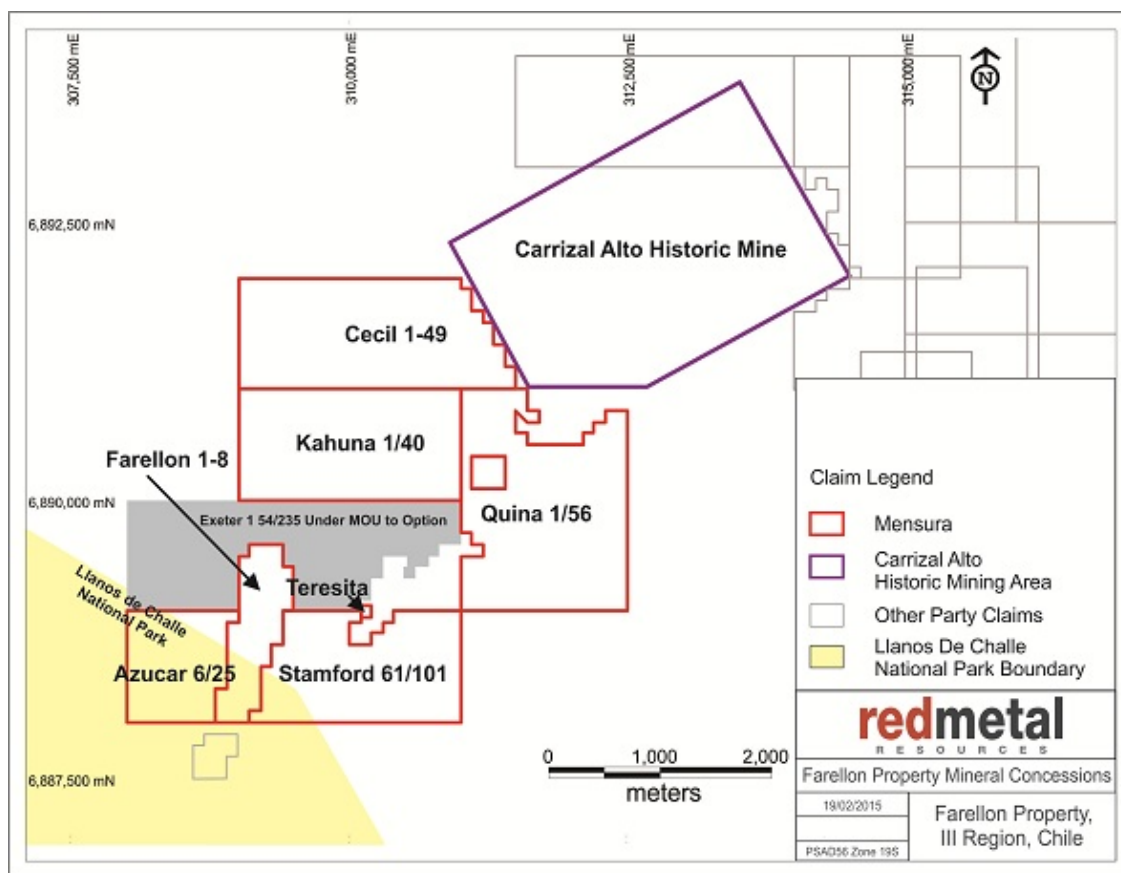 307,500 mE
310,000 mE
312,500 mE
315,000 mE
N
6,892,500 mN
Carrizal Alto Historic Mine
Cecil 1-49
Kahuna 1/40
Farellon 1-8
6,890,000 mN
Exeter 1 54/235 Under MOU to Option
Quina 1/56
Teresita
Llanos de Challe
National Park
Azucar 6/25
Stamford 61/101
6,887,500 mN
0 1,000 2,000
meters
Claim Legend
Mensura
Carrizal Alto
Historic Mining Area
Other Party Claims
Llanos De Challe
National Park Boundary
redmetal
RESOURCES
Farellon Property Mineral Concessions
19/02/2015
Farellon Property,
III Region, Chile
PSAD56 Zone 19S